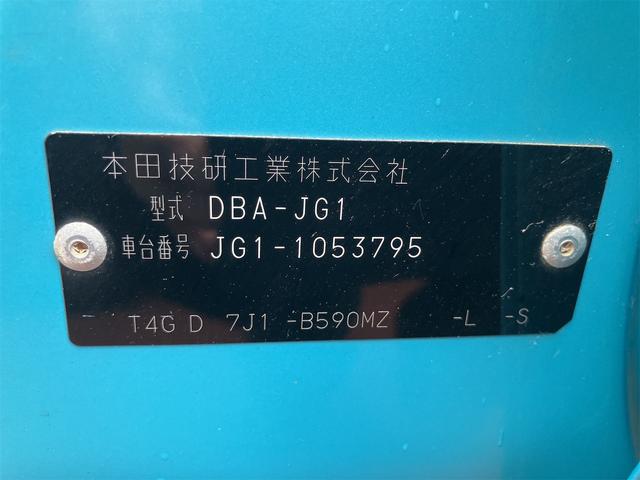 本田技研工業株式会社
型式 DBA-JG1
車台番号 JG1-1053795
T4G D 7J1 -B590MZ -L -S